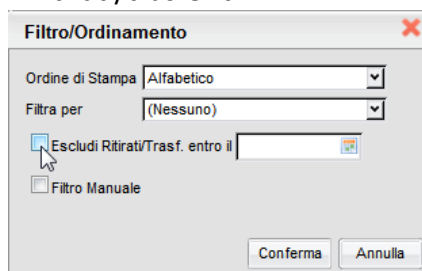 Filtro/Ordinamento
Ordine di Stampa Alfabetico
Filtra per (Nessuno)
Escludi Ritirati/Trasf. entro il
Filtro Manuale
Conferma Annulla